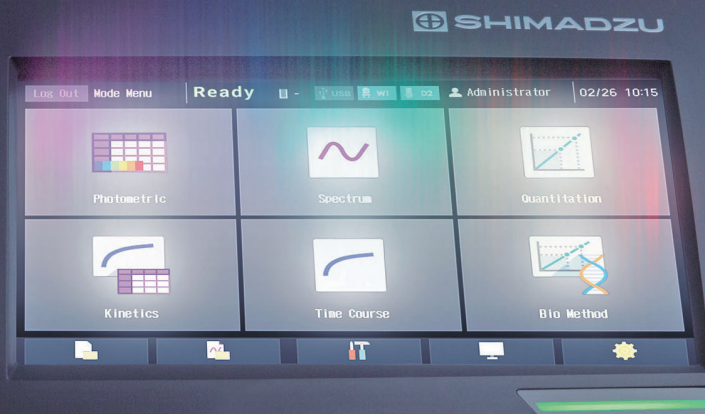 SHIMADZU
Log Out Mode Menu Ready - USB WI D2 Administrator 02/26 10:15
Photometric Spectrum Quantitation
Kinetics Time Course Bio Method